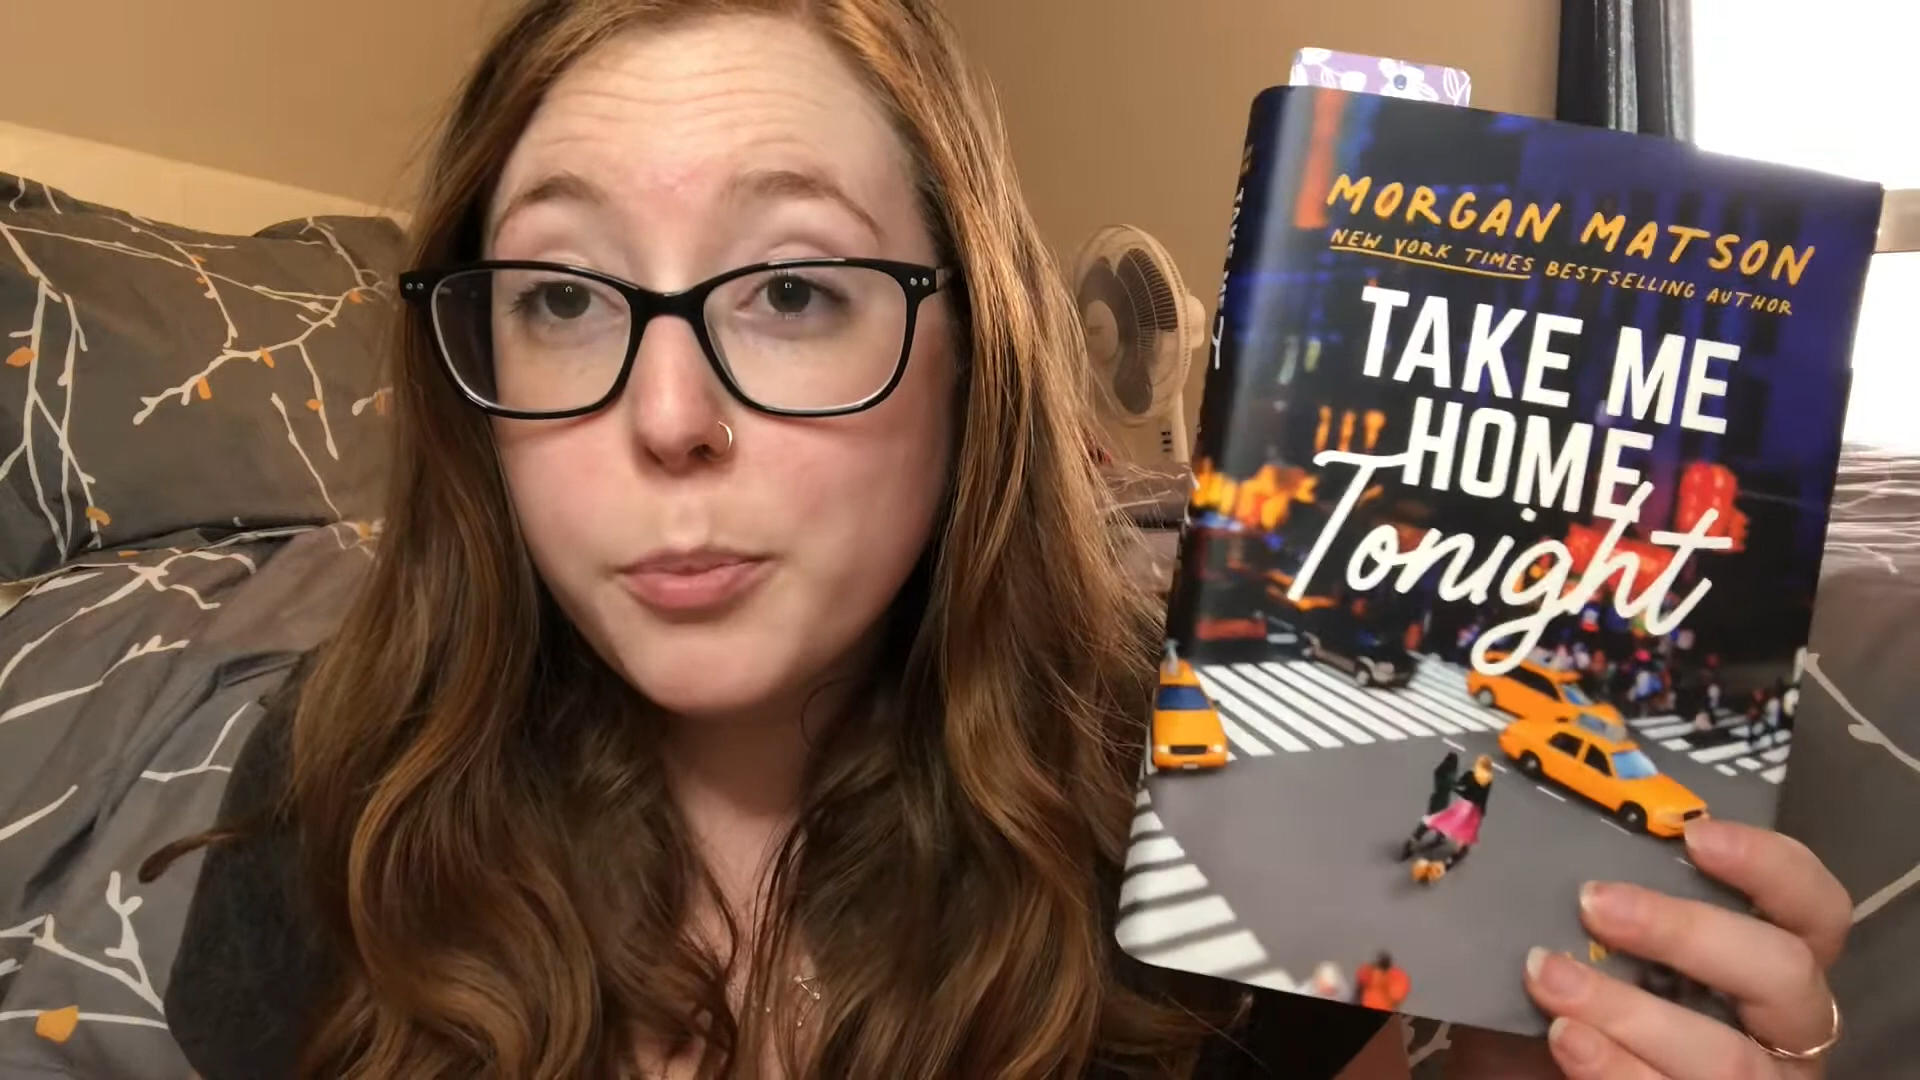 MORGAN MATSON
NEW YORK TIMES BESTSELLING AUTHOR
TAKE ME
HOME
Tonight